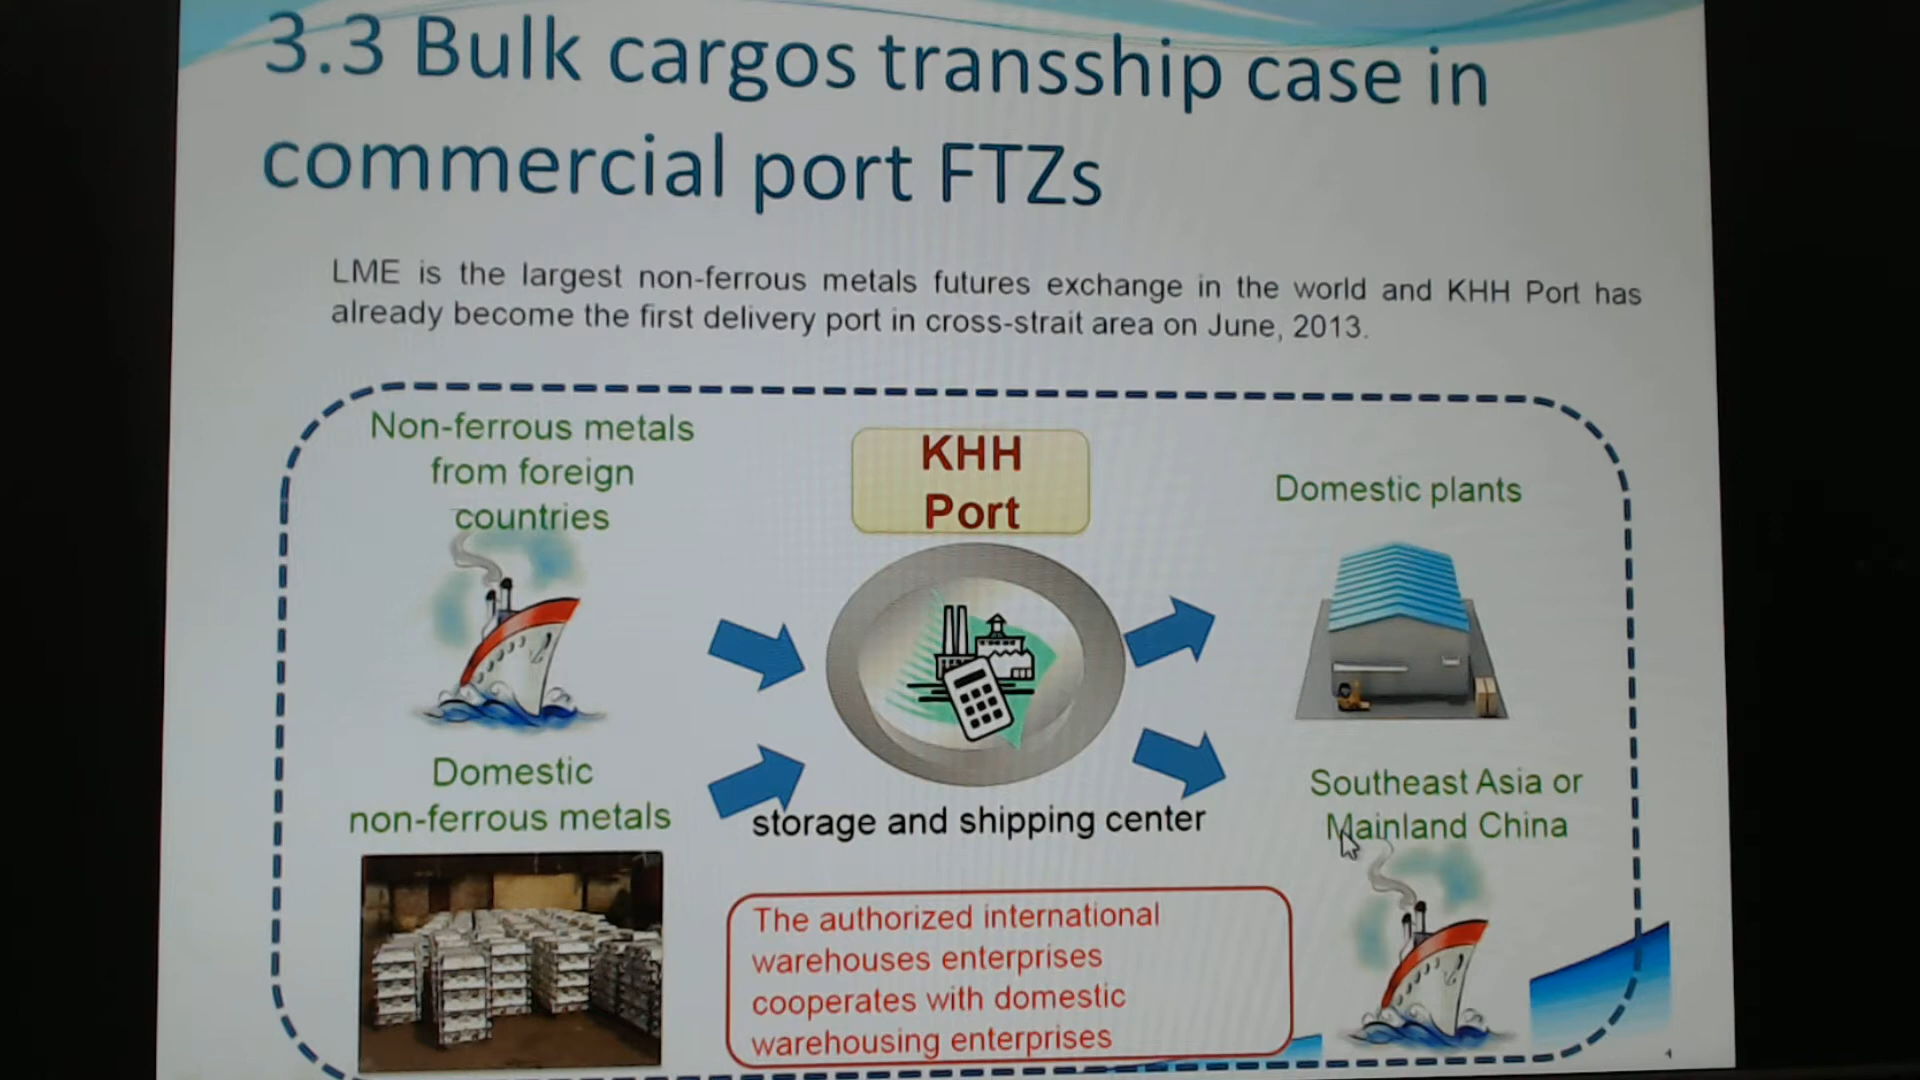 3.3 Bulk cargos transship case in
commercial port FTZs
LME is the largest non-ferrous metals futures exchange in the world and KHH Port has
already become the first delivery port in cross-strait area on June, 2013.
Non-ferrous metals
from foreign
countries
KHH
Port
Domestic plants
Domestic
non-ferrous metals
storage and shipping center
Southeast Asia or
Mainland China
The authorized international
warehouses enterprises
cooperates with domestic
warehousing enterprises